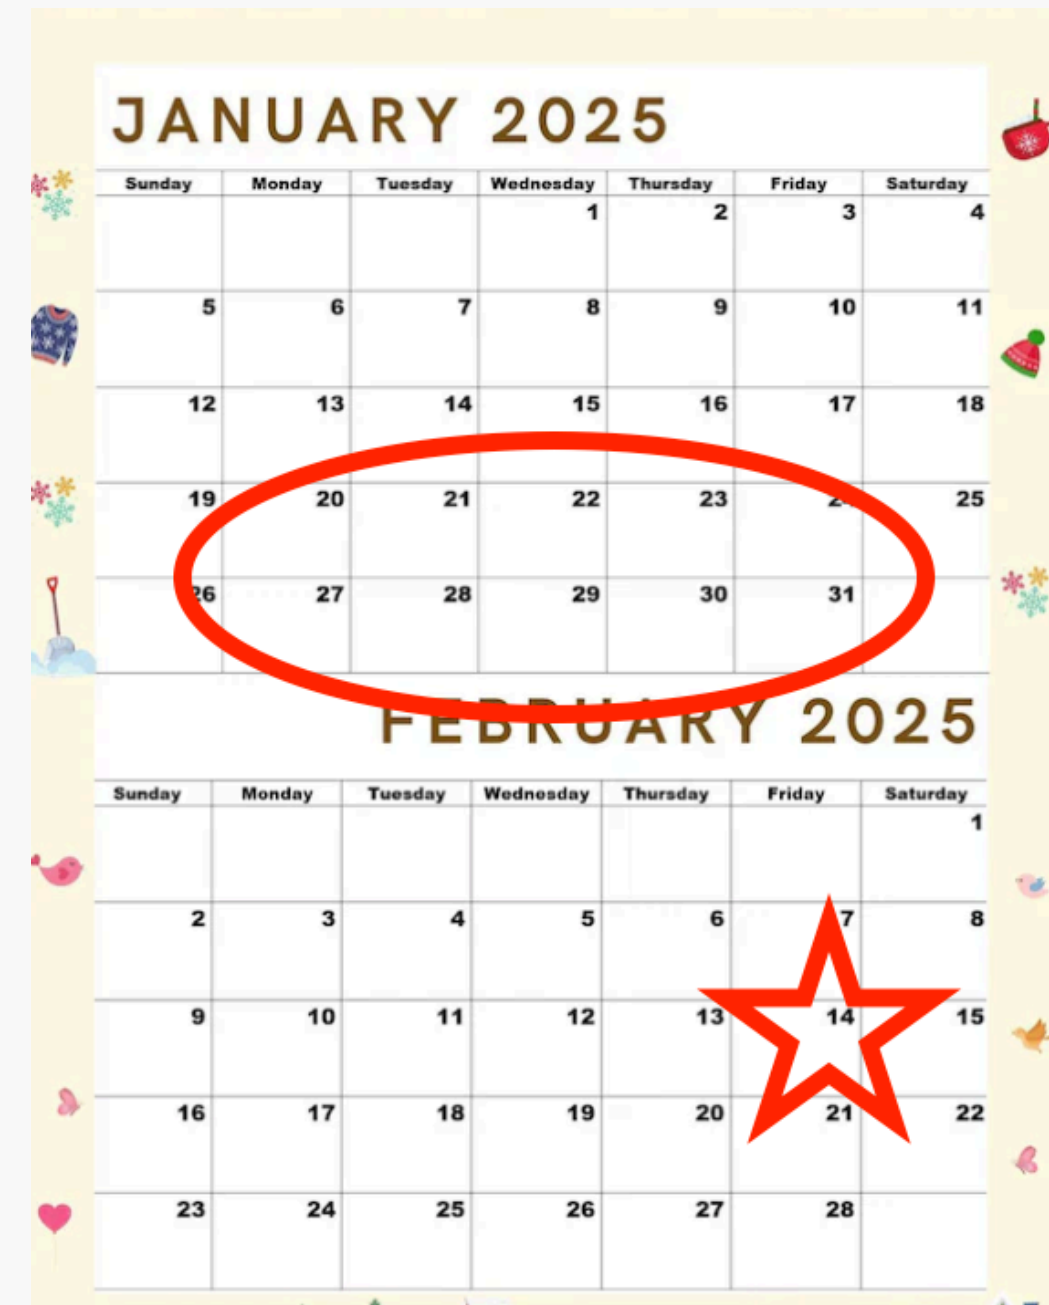 JANUARY 2025
Sunday Monday Tuesday Wednesday Thursday Friday Saturday
1 2 3 4
5 6 7 8 9 10 11
12 13 14 15 16 17 18
19 20 21 22 23 24 25
26 27 28 29 30 31
FEBRUARY 2025
Sunday Monday Tuesday Wednesday Thursday Friday Saturday
1
2 3 4 5 6 7 8
9 10 11 12 13 14 15
16 17 18 19 20 21 22
23 24 25 26 27 28